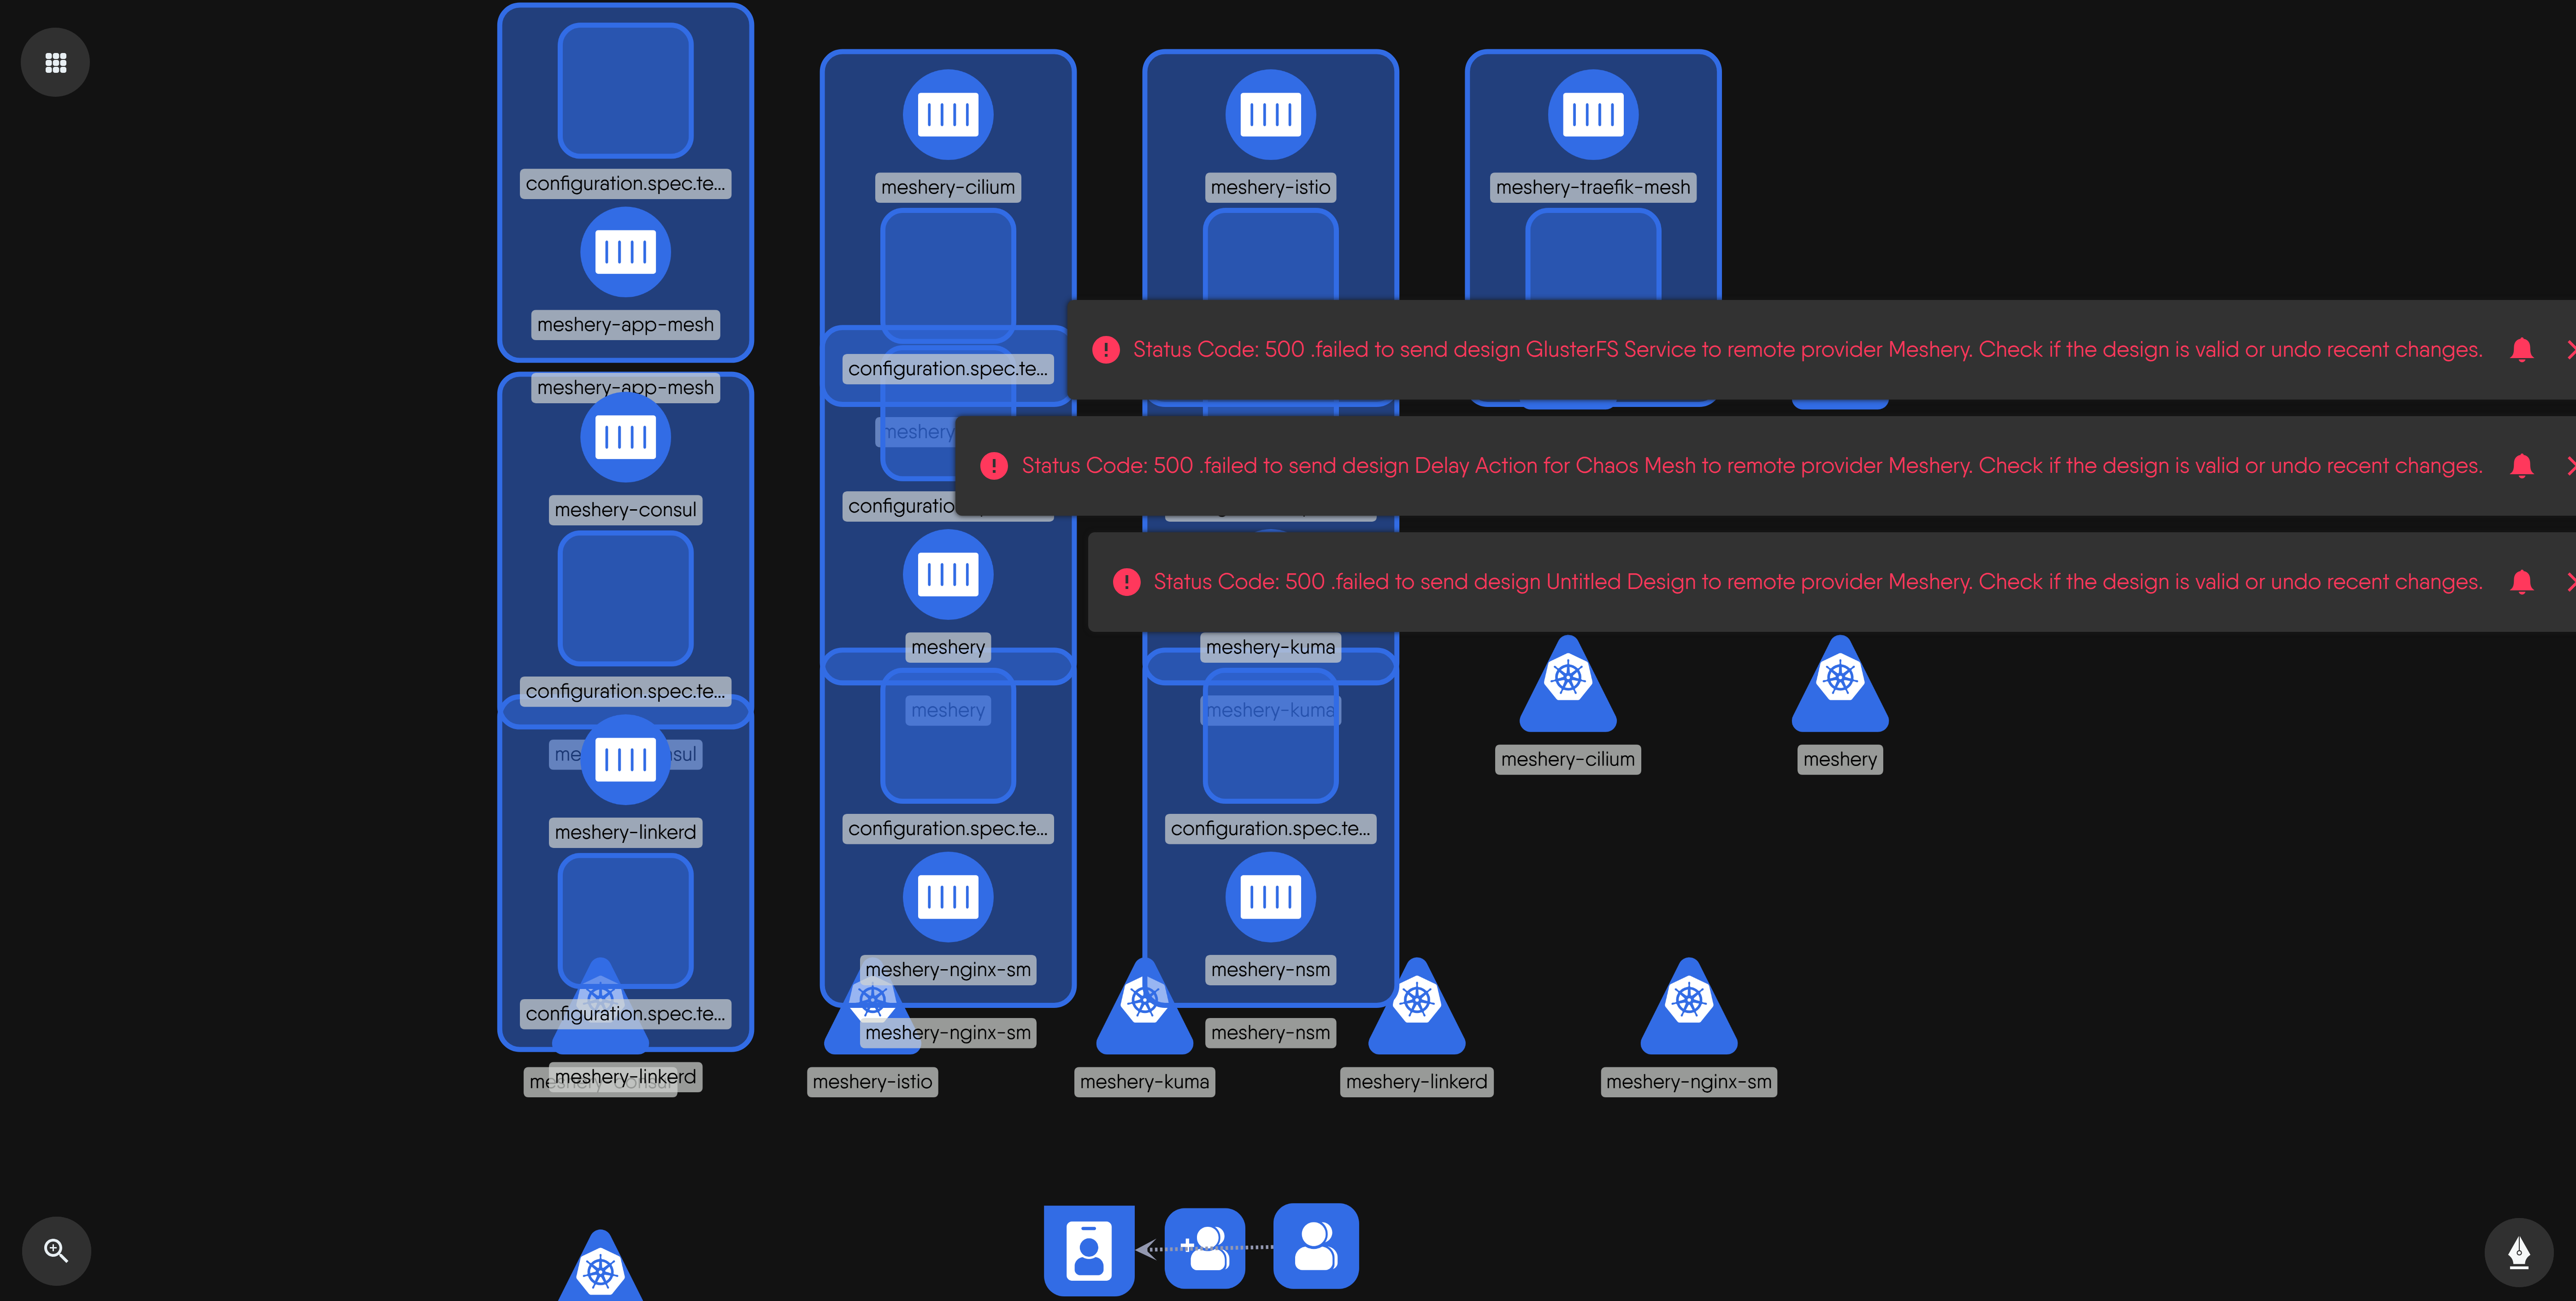 configuration.spec.te...
meshery-app-mesh
meshery-app-mesh
meshery-consul
configuration.spec.te...
meshery-linkerd
configuration.spec.te...
meshery-linkerd
meshery-cilium
configuration.spec.te...
meshery
meshery
configuration.spec.te...
meshery-nginx-sm
meshery-nginx-sm
meshery-istio
meshery-traefik-mesh
Status Code: 500 .failed to send design GlusterFS Service to remote provider Meshery. Check if the design is valid or undo recent changes.
Status Code: 500 .failed to send design Delay Action for Chaos Mesh to remote provider Meshery. Check if the design is valid or undo recent changes.
Status Code: 500 .failed to send design Untitled Design to remote provider Meshery. Check if the design is valid or undo recent changes.
meshery-kuma
meshery-kuma
configuration.spec.te...
meshery-nsm
meshery-nsm
meshery-cilium
meshery
meshery-istio
meshery-kuma
meshery-linkerd
meshery-nginx-sm